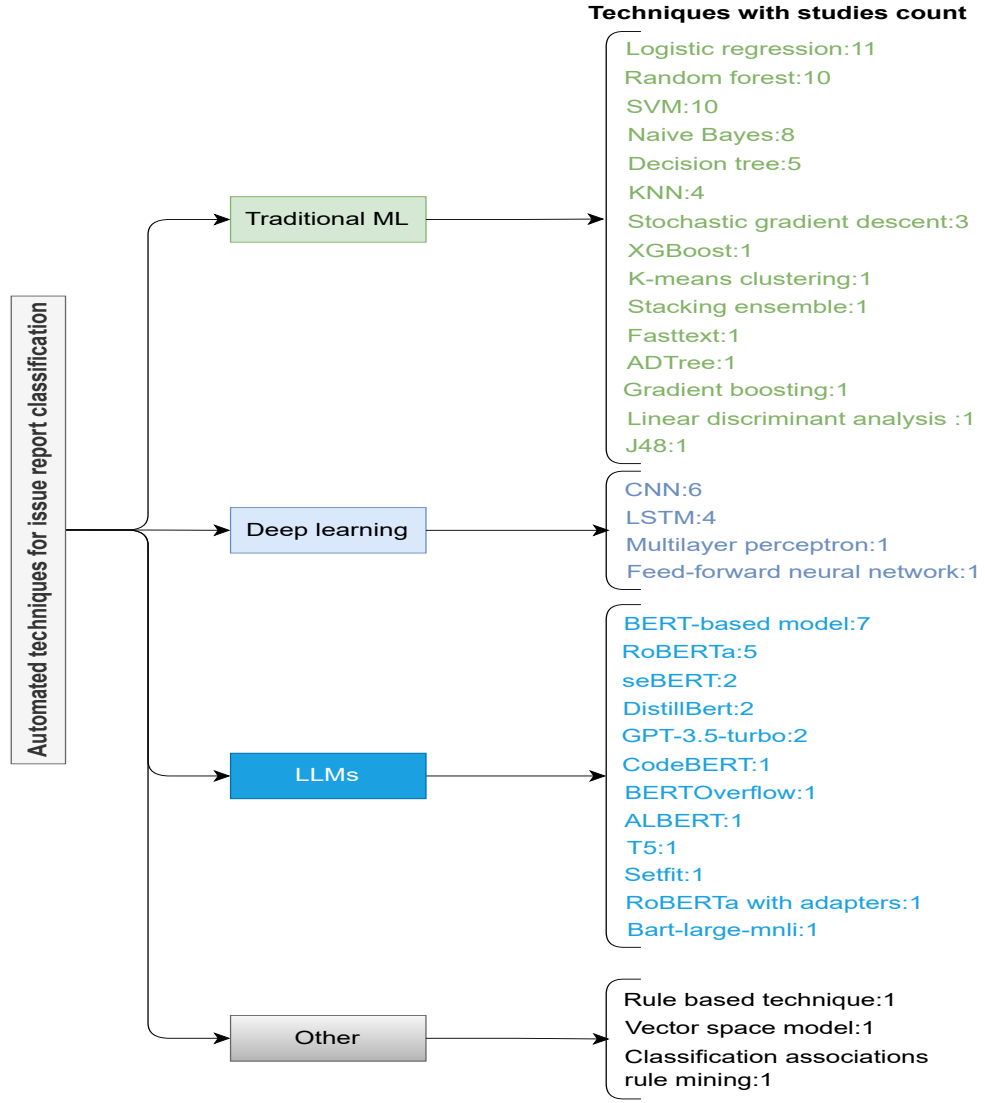 Techniques with studies count
Automated techniques for issue report classification
Traditional ML
Logistic regression:11
Random forest:10
SVM:10
Naive Bayes:8
Decision tree:5
KNN:4
Stochastic gradient descent:3
XGBoost:1
K-means clustering:1
Stacking ensemble:1
Fasttext:1
ADTree:1
Gradient boosting:1
Linear discriminant analysis :1
J48:1
Deep learning
CNN:6
LSTM:4
Multilayer perceptron:1
Feed-forward neural network:1
LLMs
BERT-based model:7
RoBERTa:5
seBERT:2
DistillBert:2
GPT-3.5-turbo:2
CodeBERT:1
BERTOverflow:1
ALBERT:1
T5:1
Setfit:1
RoBERTa with adapters:1
Bart-large-mnli:1
Other
Rule based technique:1
Vector space model:1
Classification associations
rule mining:1